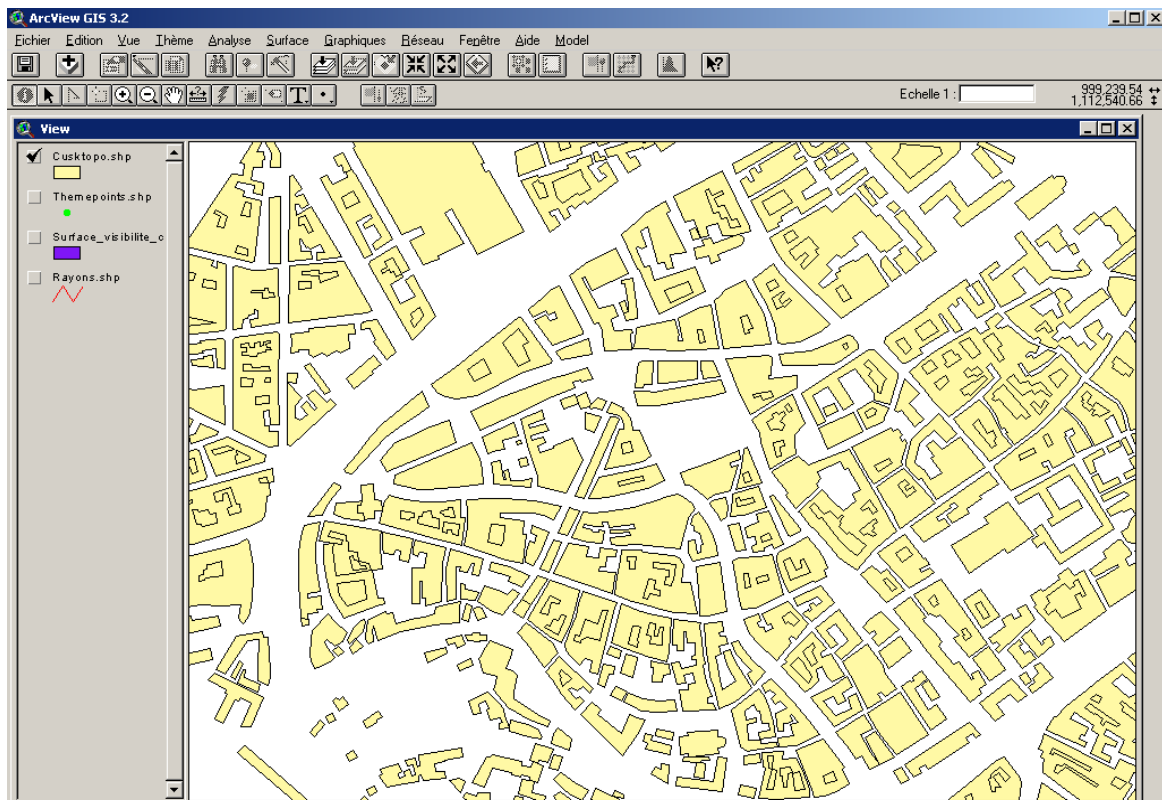 ArcView GIS 3.2
Fichier Edition Vue Thème Analyse Surface Graphiques Réseau Fenêtre Aide Model
Echelle 1 :
999,239.54
1,112,540.66
View
Cusktopo.shp
Themepoints.shp
Surface_visibilite_c
Rayons.shp